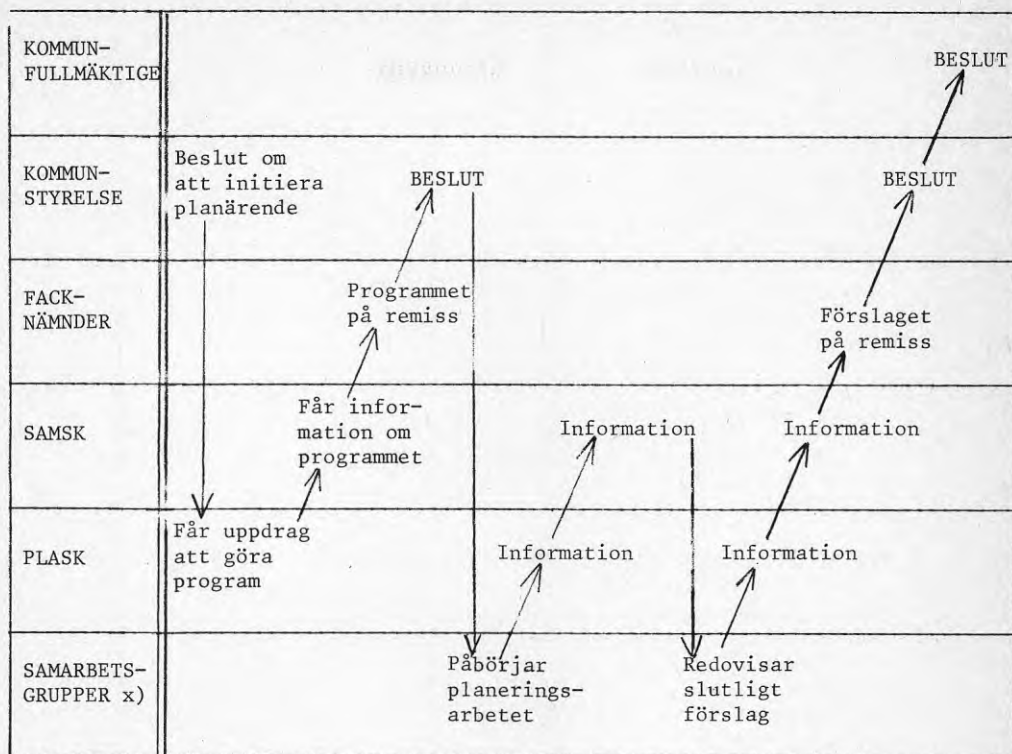 KOMMUN-
FULLMÄKTIGE
BESLUT
KOMMUN-
STYRELSE
Beslut om
att initiera
planärende
BESLUT
BESLUT
FACK-
NÄMNDER
Programmet
på remiss
Förslaget
på remiss
SAMSK
Får infor-
mation om
programmet
Information
Information
PLASK
Får uppdrag
att göra
program
Information
Information
SAMARBETS-
GRUPPER x)
Påbörjar
planerings-
arbetet
Redovisar
slutligt
förslag